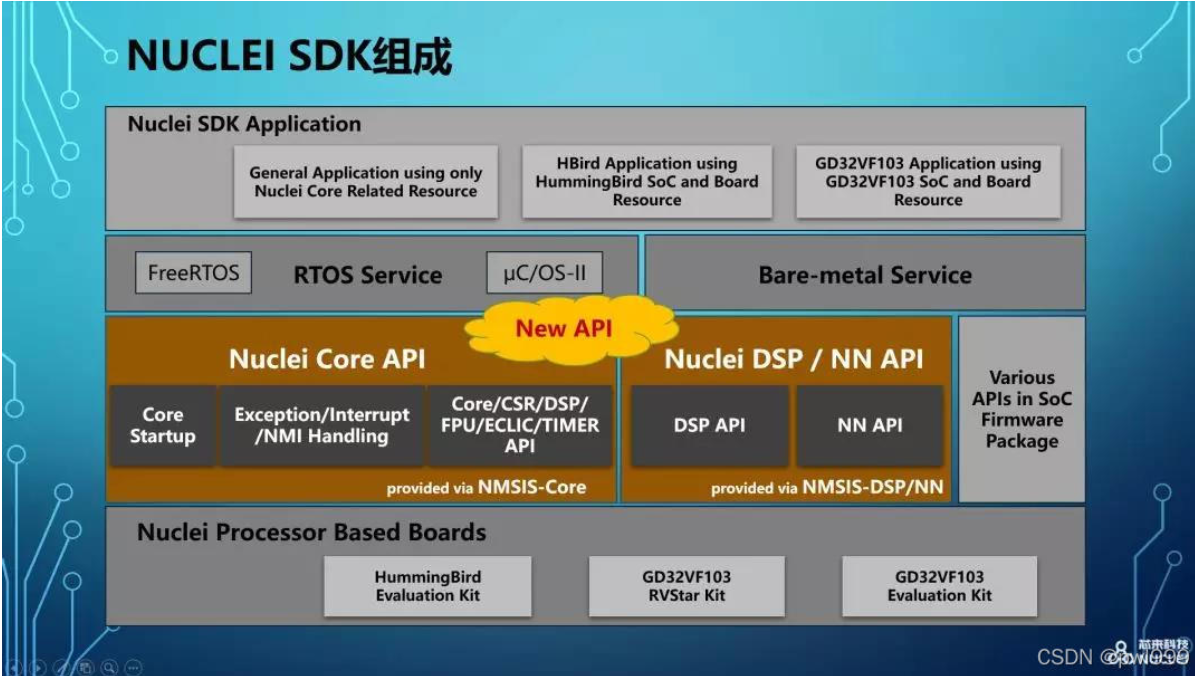 NUCLEI SDK组成
Nuclei SDK Application
General Application using only
Nuclei Core Related Resource
HBird Application using
HummingBird SoC and Board
Resource
GD32VF103 Application using
GD32VF103 SoC and Board
Resource
FreeRTOS
RTOS Service
μC/OS-II
Bare-metal Service
New API
Nuclei Core API
Core
Startup
Exception/Interrupt
/NMI Handling
Core/CSR/DSP/
FPU/ECLIC/TIMER
API
provided via NMSIS-Core
Nuclei DSP / NN API
DSP API
NN API
provided via NMSIS-DSP/NN
Various
APIs in SoC
Firmware
Package
Nuclei Processor Based Boards
HummingBird
Evaluation Kit
GD32VF103
RVStar Kit
GD32VF103
Evaluation Kit
芯来科技
CSDN